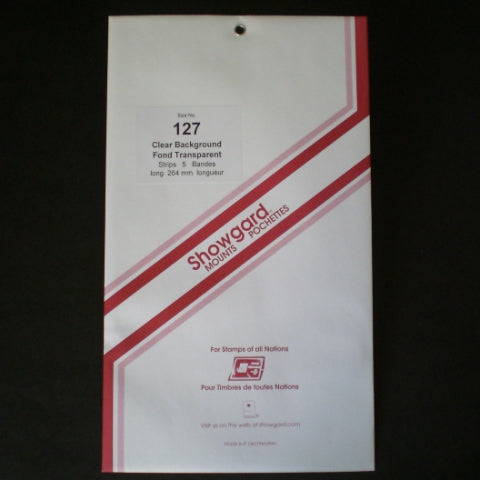 Size No.
127
Clear Background
Fond Transparent
Strips 5 Bandes
long 264 mm longueur
Showgard
MOUNTS POCHETTES
For Stamps of all Nations
Pour Timbres de toutes Nations
Visit us on the web at showgard.com